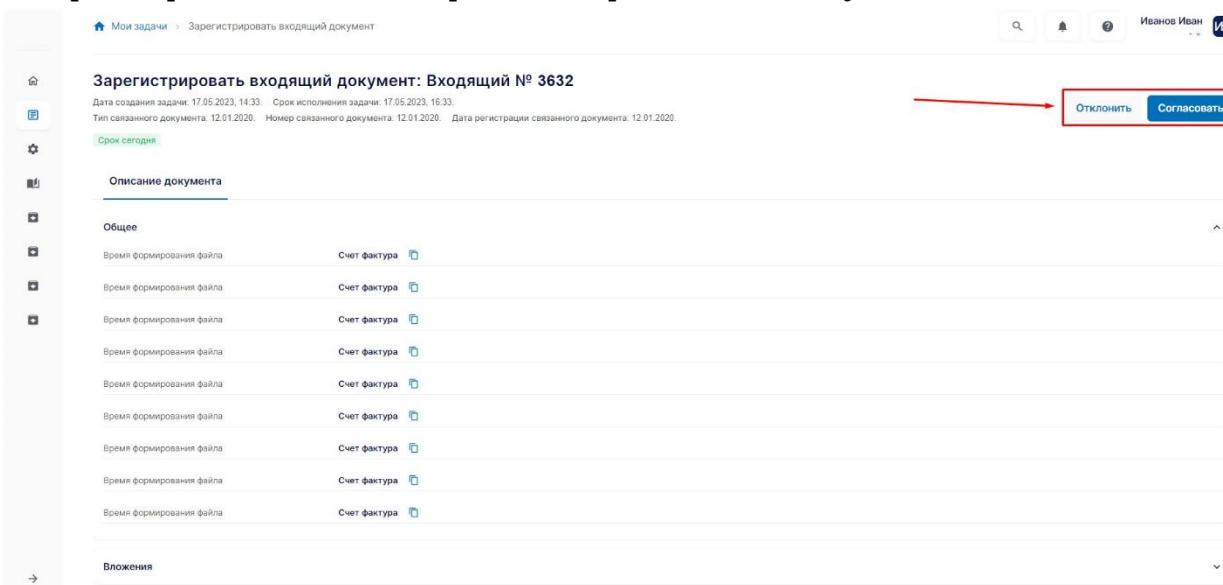 Мои задачи > Зарегистрировать входящий документ
Иванов Иван
Зарегистрировать входящий документ: Входящий № 3632
Дата создания задачи: 17.05.2023, 14:33. Срок исполнения задачи: 17.05.2023, 16:33.
Тип связанного документа: 12.01.2020. Номер связанного документа: 12.01.2020. Дата регистрации связанного документа: 12.01.2020.
Отклонить Согласовать
Срок сегодня
Описание документа
Общее
Время формирования файла Счет фактура
Время формирования файла Счет фактура
Время формирования файла Счет фактура
Время формирования файла Счет фактура
Время формирования файла Счет фактура
Время формирования файла Счет фактура
Время формирования файла Счет фактура
Время формирования файла Счет фактура
Время формирования файла Счет фактура
Вложения